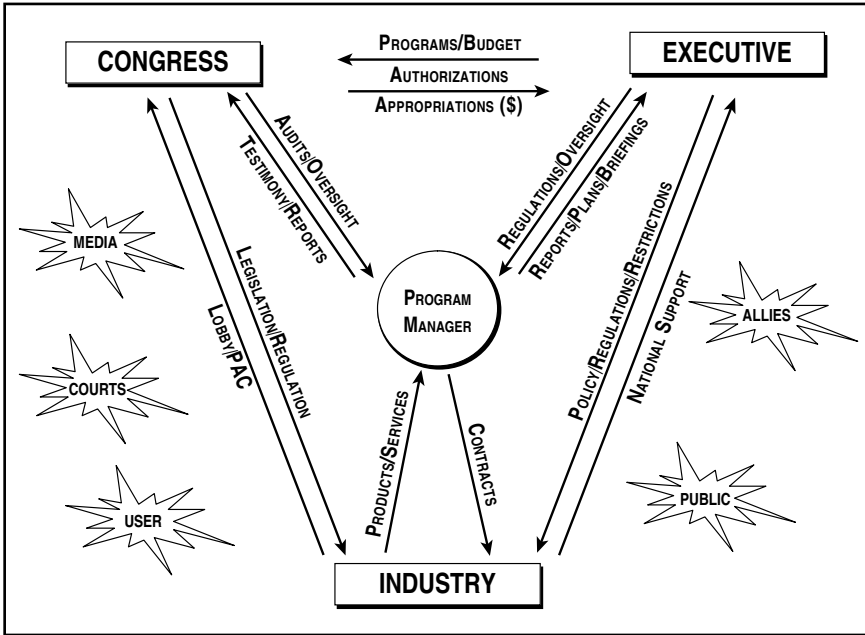 CONGRESS
PROGRAMS/BUDGET
AUTHORIZATIONS
APPROPRIATIONS ($)
EXECUTIVE
AUDITS/OVERSIGHT
TESTIMONY/REPORTS
REGULATIONS/OVERSIGHT
REPORTS/PLANS/BRIEFINGS
MEDIA
LEGISLATION/REGULATION
LOBBY/PAC
PROGRAM
MANAGER
POLICY/REGULATIONS/RESTRICTIONS
NATIONAL SUPPORT
ALLIES
COURTS
PRODUCTS/SERVICES
CONTRACTS
USER
PUBLIC
INDUSTRY